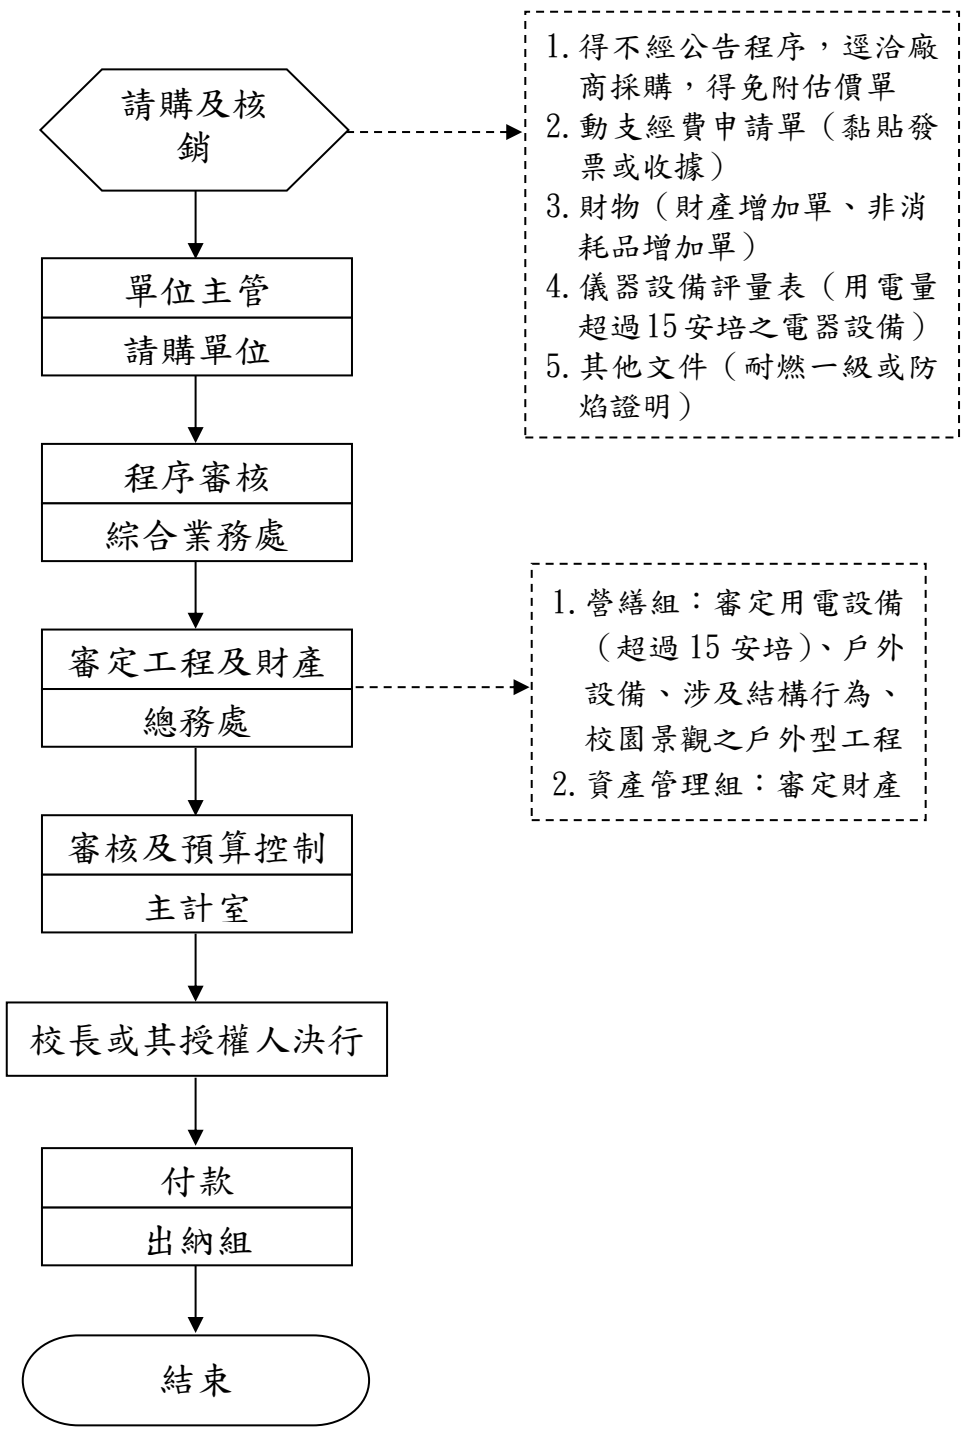 請購及核
銷
1.得不經公告程序，逕洽廠
商採購，得免附估價單
2.動支經費申請單（黏貼發
票或收據）
3.財物（財產增加單、非消
耗品增加單）
4.儀器設備評量表（用電量
超過15安培之電器設備）
5.其他文件（耐燃一級或防
焰證明）
單位主管
請購單位
程序審核
綜合業務處
審定工程及財產
總務處
1.營繕組：審定用電設備
（超過 15 安培）、戶外
設備、涉及結構行為、
校園景觀之戶外型工程
2.資產管理組：審定財產
審核及預算控制
主計室
校長或其授權人決行
付款
出納組
結束